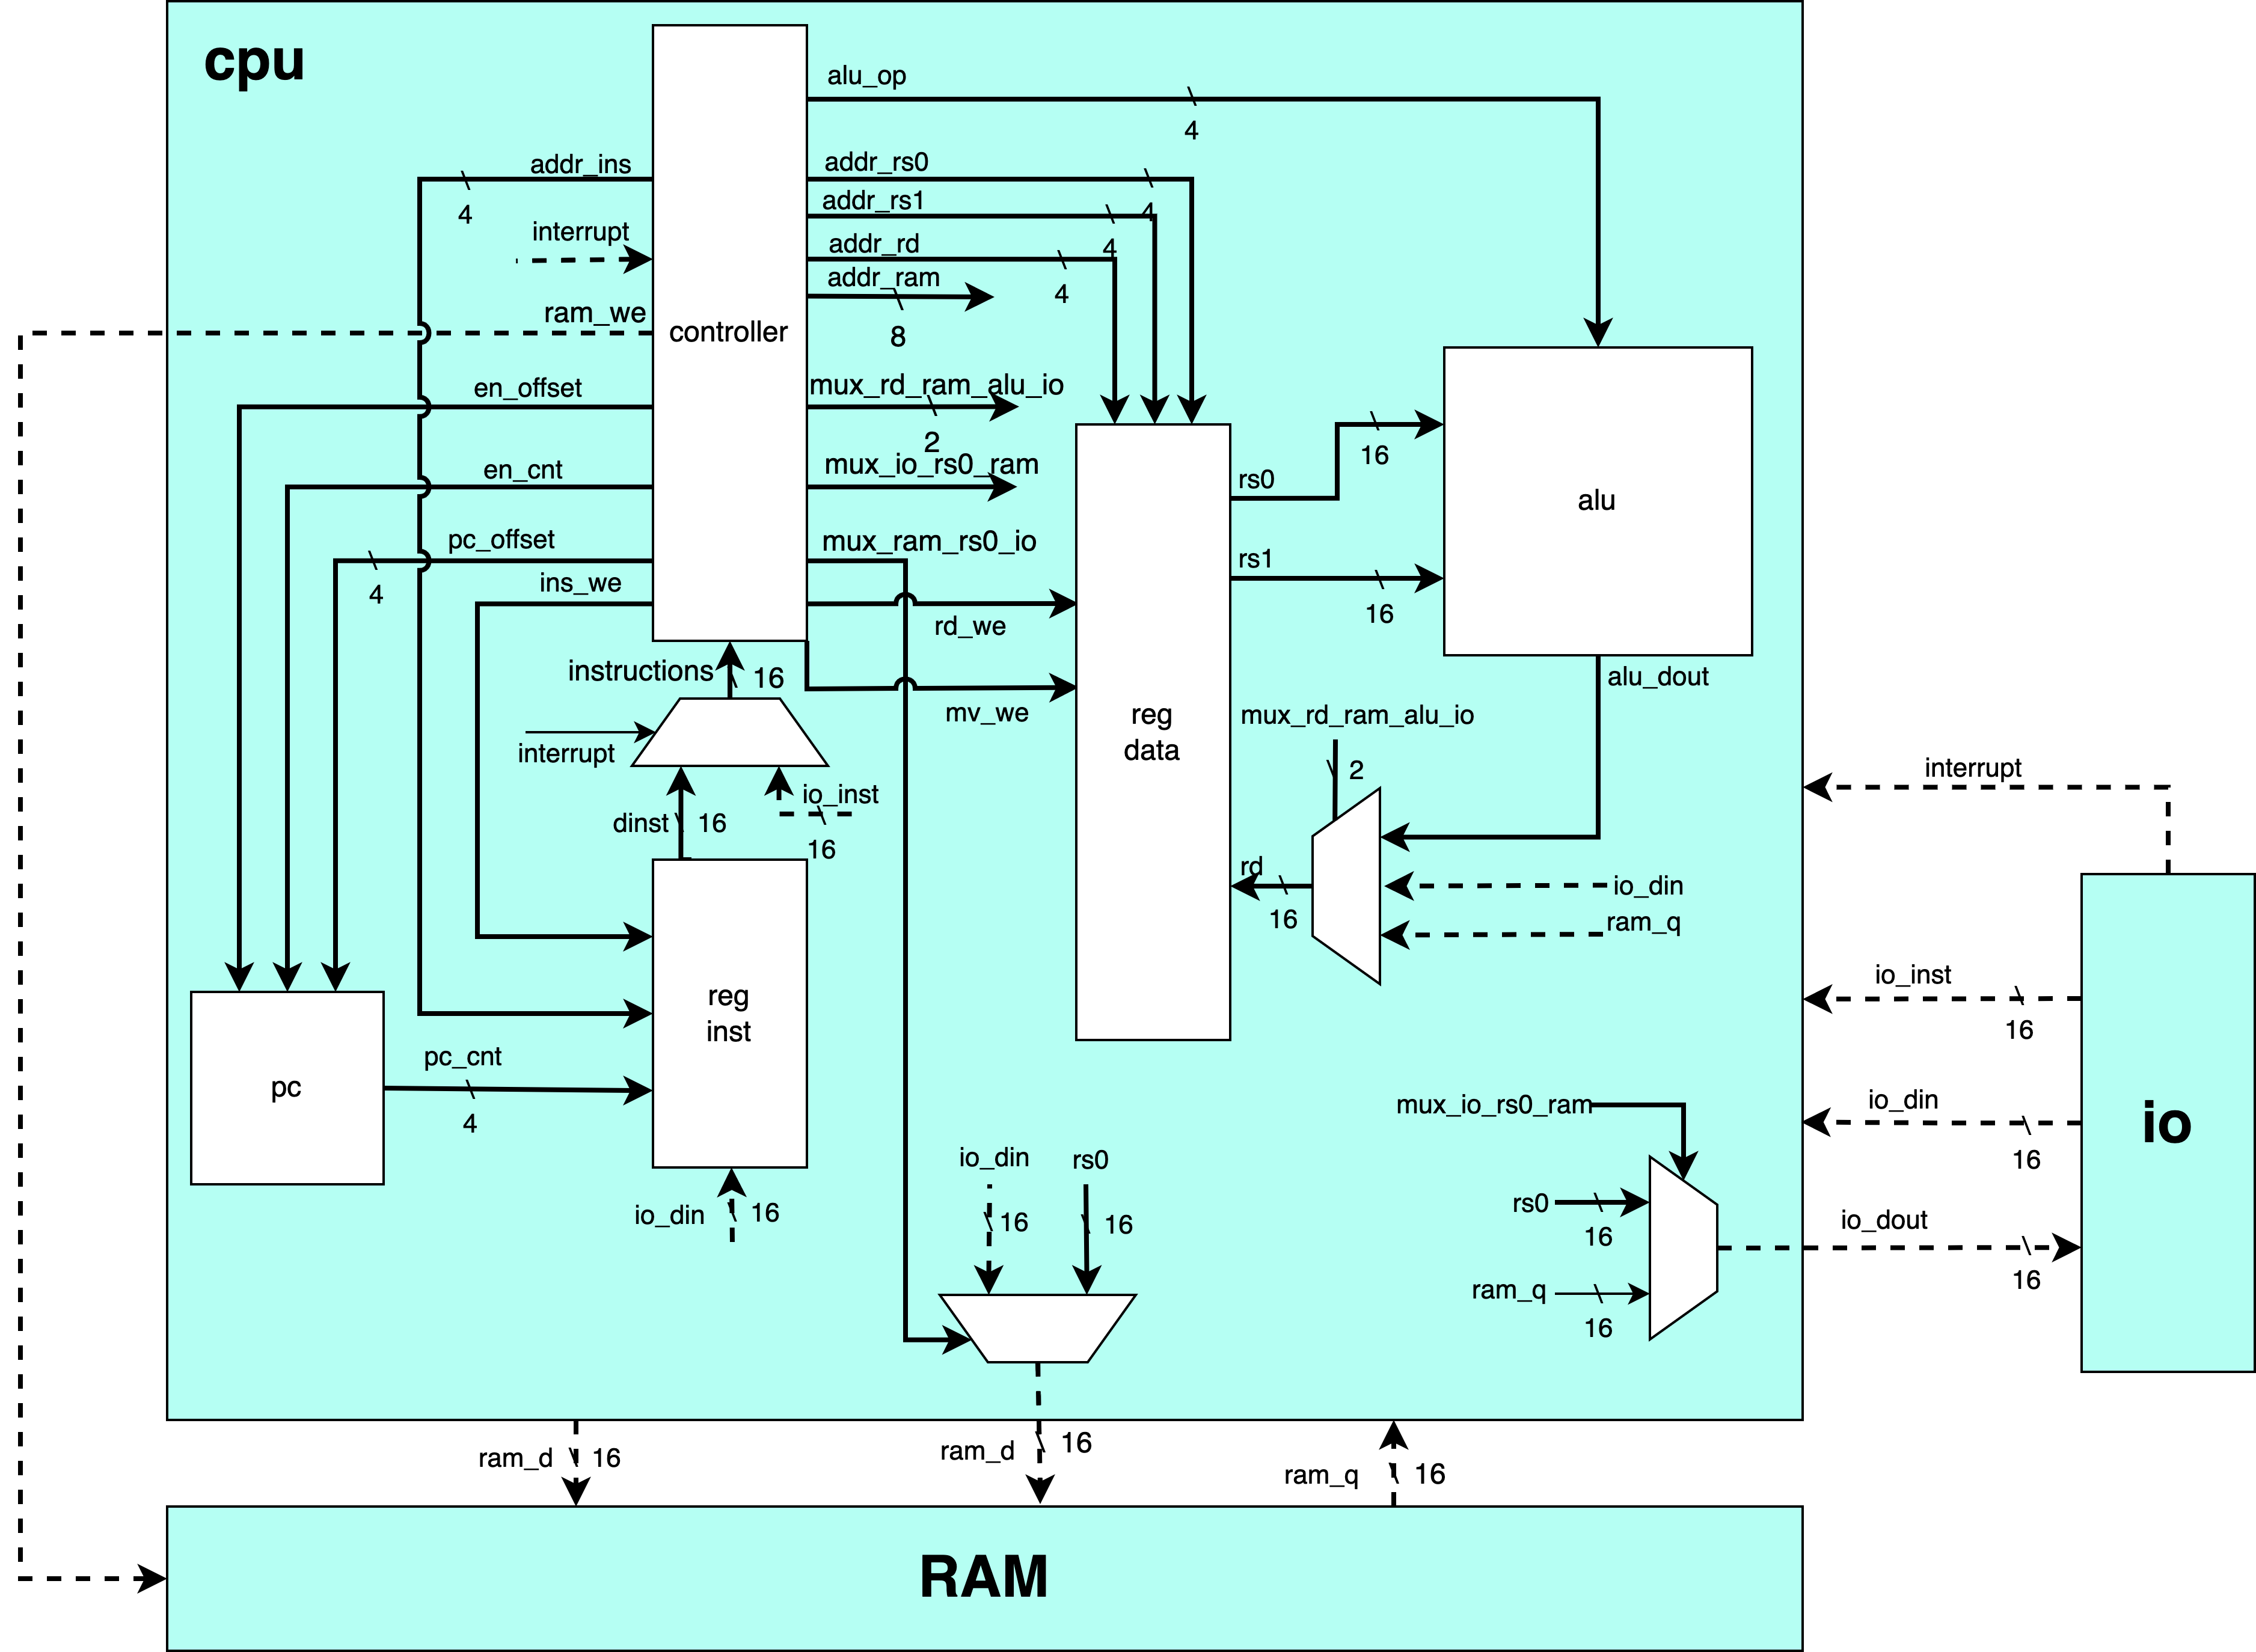 cpu
alu_op
4
addr_ins
4
addr_rs0
4
addr_rs1
4
interrupt
addr_rd
4
addr_ram
8
ram_we
controller
en_offset
mux_rd_ram_alu_io
2
en_cnt
mux_io_rs0_ram
pc_offset
4
mux_ram_rs0_io
ins_we
rd_we
instructions
16
mv_we
interrupt
dinst
16
io_inst
16
reg
data
rs0
16
rs1
16
alu
alu_dout
mux_rd_ram_alu_io
2
rd
16
io_din
ram_q
reg
inst
pc
pc_cnt
4
io_din
16
io_din
16
rs0
16
mux_io_rs0_ram
rs0
16
ram_q
16
interrupt
io_inst
16
io_din
16
io_dout
16
io
ram_d
16
ram_d
16
ram_q
16
RAM